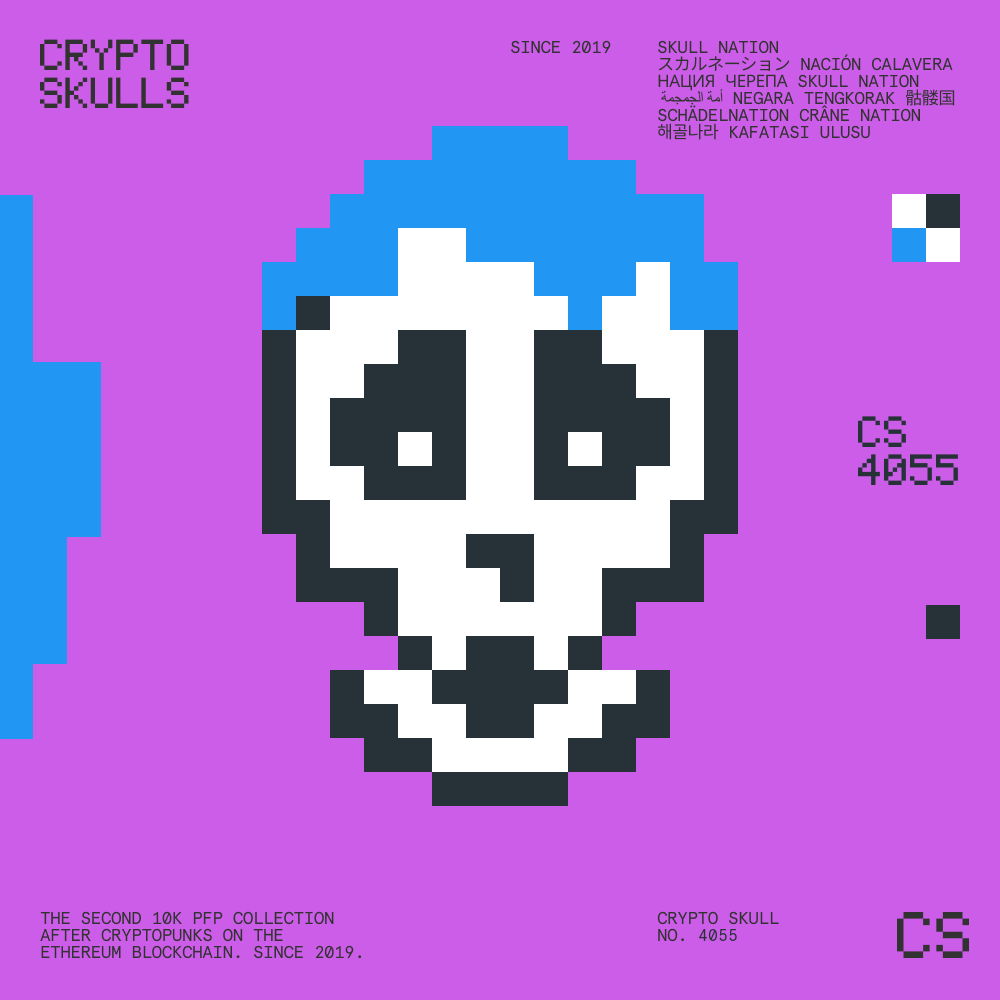 CRYPTO
SKULLS
SINCE 2019
SKULL NATION
スカルネーション NACIÓN CALAVERA
НАЦИЯ ЧЕРЕПА SKULL NATION
أمة الجمجمة NEGARA TENGKORAK 骷髅国
SCHÄDELNATION CRÂNE NATION
해골나라 KAFATASI ULUSU
CS
4055
THE SECOND 10K PFP COLLECTION
AFTER CRYPTOPUNKS ON THE
ETHEREUM BLOCKCHAIN. SINCE 2019.
CRYPTO SKULL
NO. 4055
CS